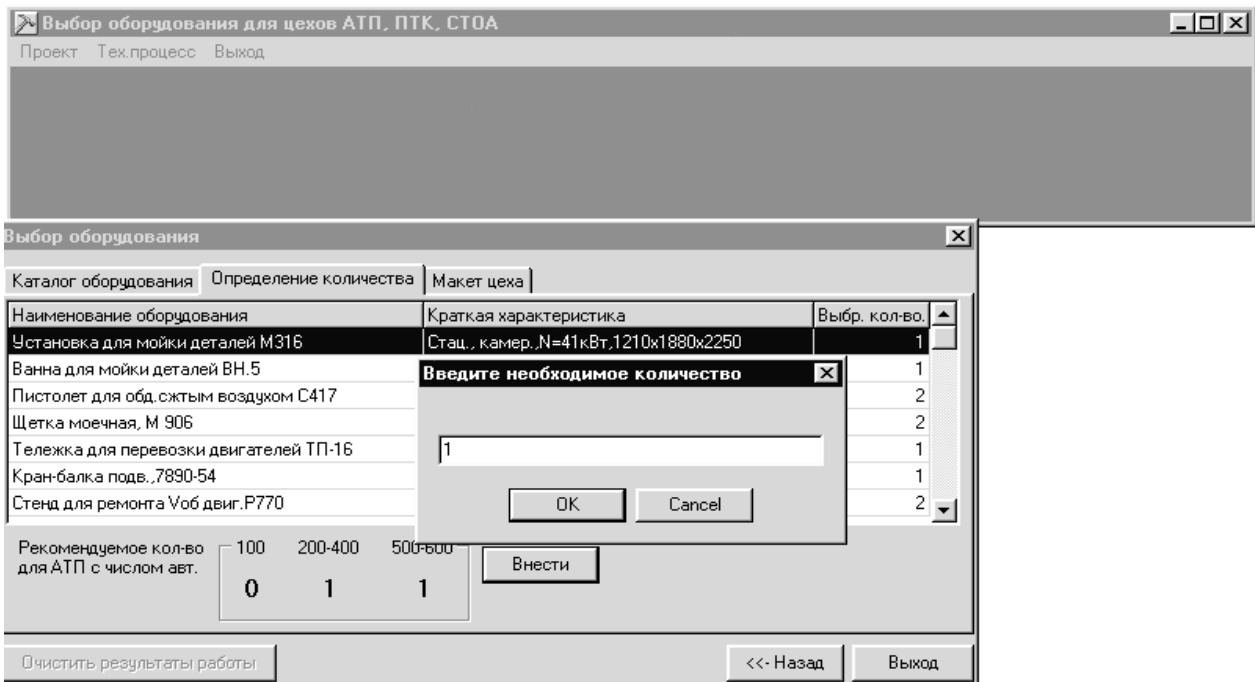 Выбор оборудования для цехов АТП, ПТК, СТОА
Проект Тех.процесс Выход
Выбор оборудования
Каталог оборудования Определение количества Макет цеха
Наименование оборудования Краткая характеристика Выбр. кол-во.
Установка для мойки деталей М316 Стац., камер.,N=41кВт,1210x1880x2250 1
Ванна для мойки деталей ВН.5 1
Введите необходимое количество
Пистолет для обд.сжтым воздухом С417 2
Щетка моечная, М 906 2
Тележка для перевозки двигателей ТП-16 1
1
Кран-балка подв.,7890-54 1
Стенд для ремонта Vоб двиг.Р770 2
OK Cancel
Рекомендуемое кол-во 100 200-400 500-600
для АТП с числом авт.
0 1 1
Внести
Очистить результаты работы <<- Назад Выход